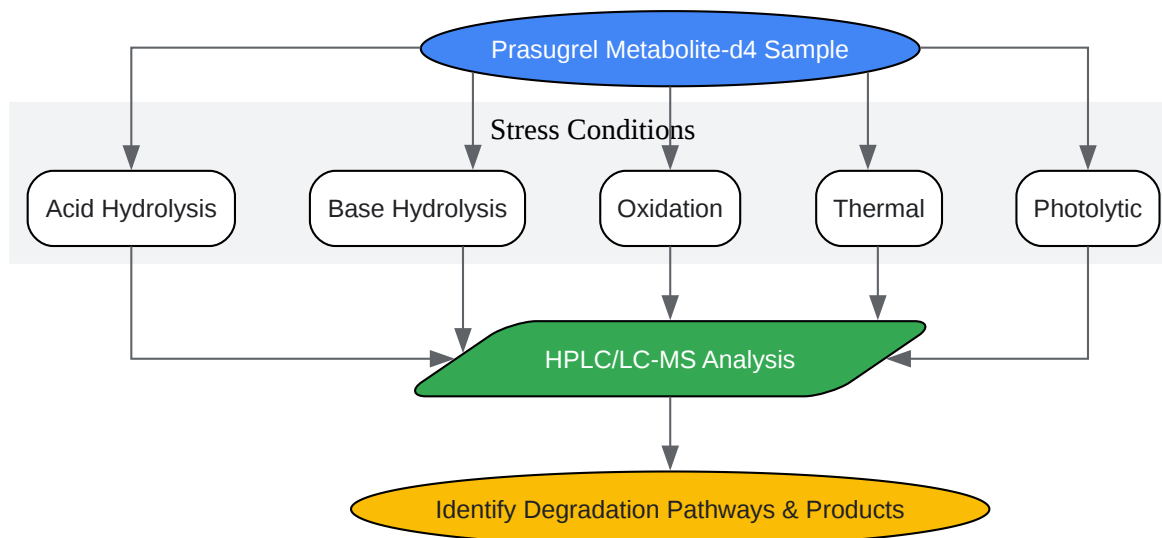 Prasugrel Metabolite-d4 Sample
Stress Conditions
Acid Hydrolysis
Base Hydrolysis
Oxidation
Thermal
Photolytic
HPLC/LC-MS Analysis
Identify Degradation Pathways & Products